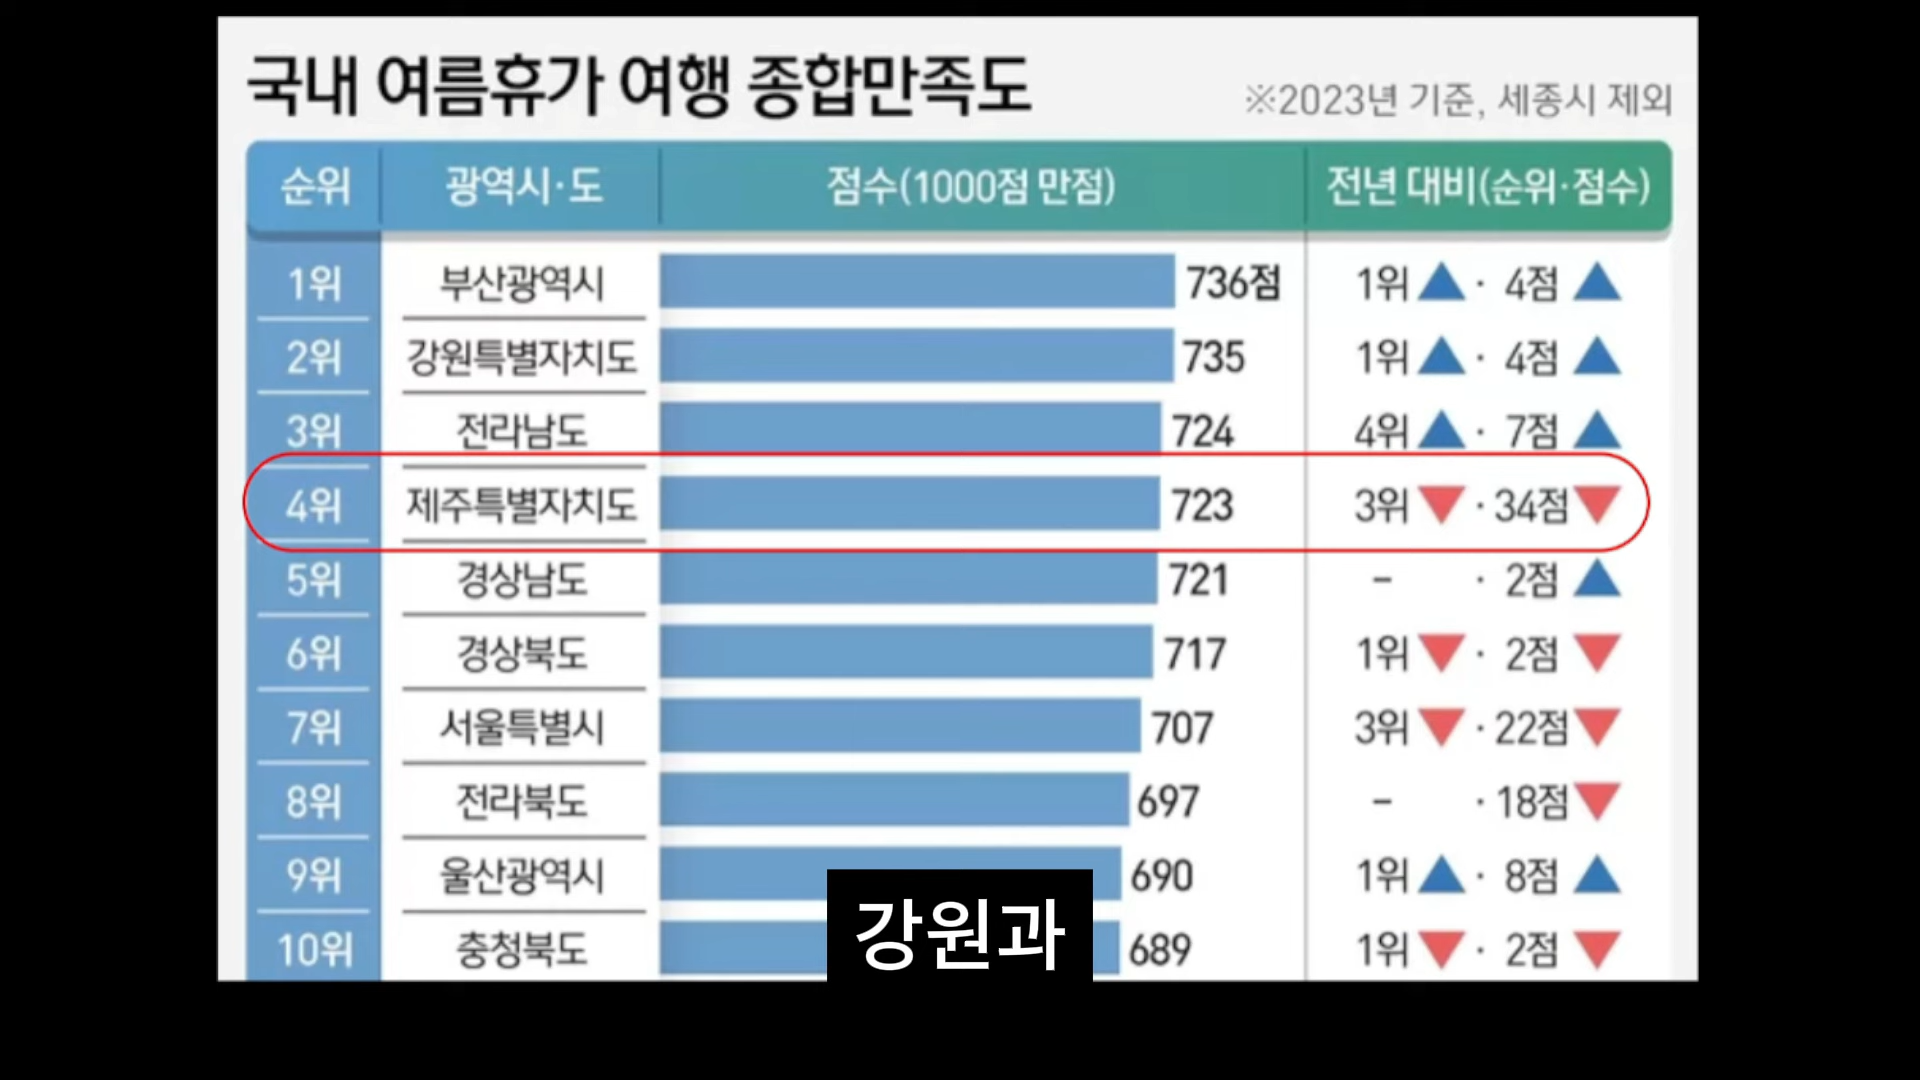 국내 여름휴가 여행 종합만족도
※2023년 기준, 세종시 제외
순위 광역시·도 점수(1000점 만점) 전년 대비(순위·점수)
1위 부산광역시 736점 1위▲ · 4점▲
2위 강원특별자치도 735 1위▲ · 4점▲
3위 전라남도 724 4위▲ · 7점▲
4위 제주특별자치도 723 3위▼ · 34점▼
5위 경상남도 721 - · 2점▲
6위 경상북도 717 1위▼ · 2점▼
7위 서울특별시 707 3위▼ · 22점▼
8위 전라북도 697 - · 18점▼
9위 울산광역시 690 1위▲ · 8점▲
10위 충청북도 689 1위▼ · 2점▼
강원과